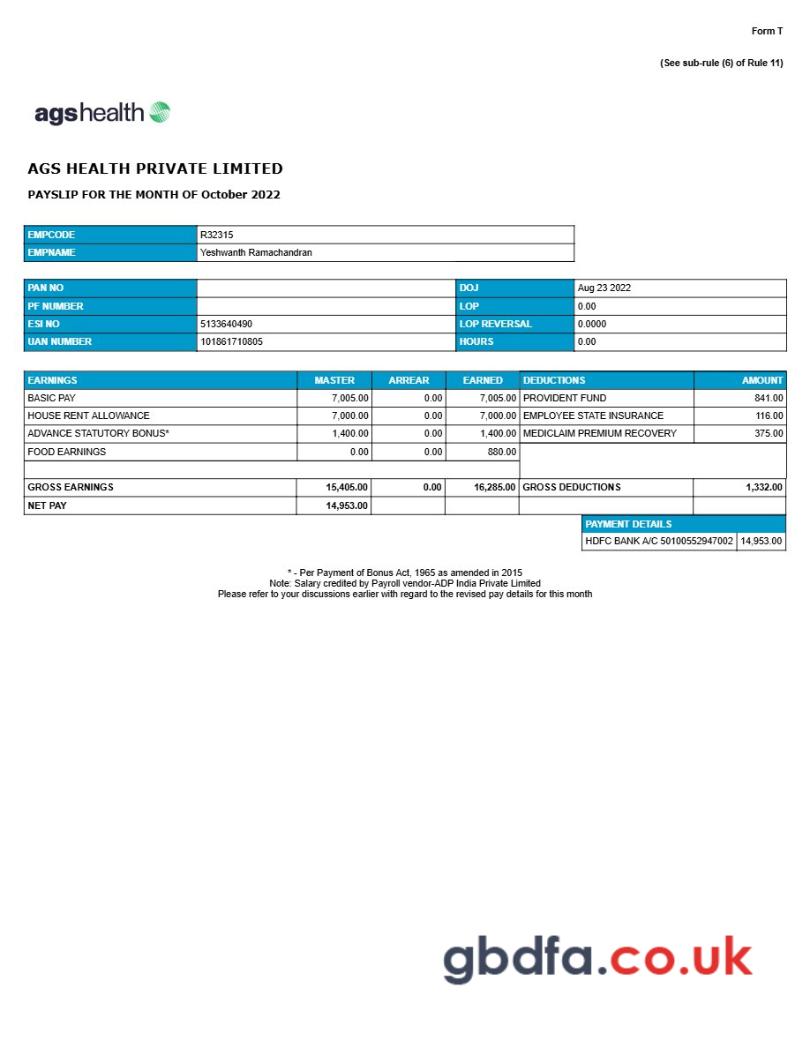 Form T
(See sub-rule (6) of Rule 11)
agshealth
AGS HEALTH PRIVATE LIMITED
PAYSLIP FOR THE MONTH OF October 2022
EMPCODE R32315
EMPNAME Yeshwanth Ramachandran
PAN NO DOJ Aug 23 2022
PF NUMBER LOP 0.00
ESI NO 5133640490 LOP REVERSAL 0.0000
UAN NUMBER 101861710805 HOURS 0.00
EARNINGS MASTER ARREAR EARNED DEDUCTIONS AMOUNT
BASIC PAY 7,005.00 0.00 7,005.00 PROVIDENT FUND 841.00
HOUSE RENT ALLOWANCE 7,000.00 0.00 7,000.00 EMPLOYEE STATE INSURANCE 116.00
ADVANCE STATUTORY BONUS* 1,400.00 0.00 1,400.00 MEDICLAIM PREMIUM RECOVERY 375.00
FOOD EARNINGS 0.00 0.00 880.00
GROSS EARNINGS 15,405.00 0.00 16,285.00 GROSS DEDUCTIONS 1,332.00
NET PAY 14,953.00
PAYMENT DETAILS
HDFC BANK A/C 50100552947002 14,953.00
* - Per Payment of Bonus Act, 1965 as amended in 2015
Note: Salary credited by Payroll vendor-ADP India Private Limited
Please refer to your discussions earlier with regard to the revised pay details for this month
gbdfa.co.uk